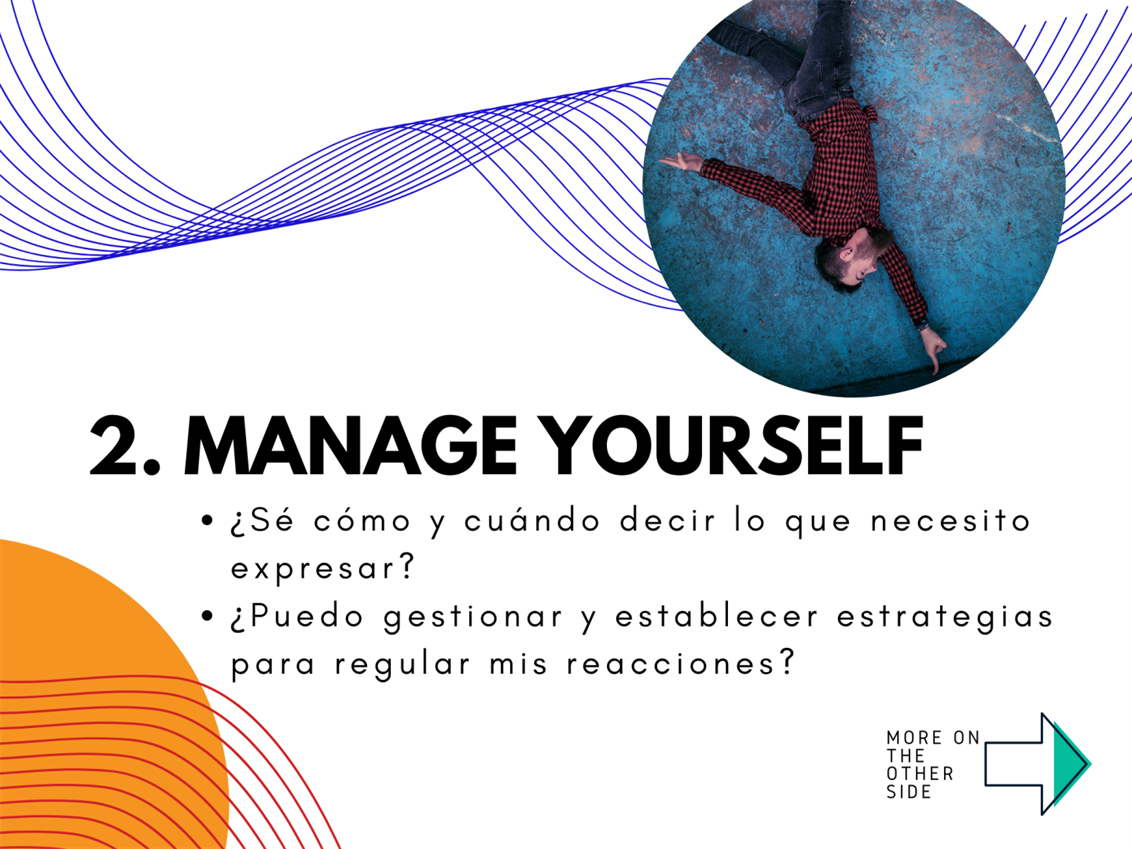 2. MANAGE YOURSELF
• ¿Sé cómo y cuándo decir lo que necesito
expresar?
• ¿Puedo gestionar y establecer estrategias
para regular mis reacciones?
MORE ON
THE
OTHER
SIDE